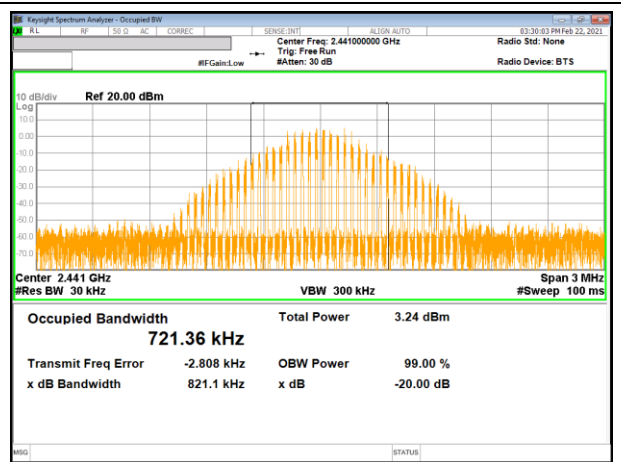 Keysight Spectrum Analyzer - Occupied BW
RL RF 50 Ω AC CORREC SENSE:INT ALIGN AUTO 03:30:03 PM Feb 22, 2021
Center Freq: 2.441000000 GHz Radio Std: None
Trig: Free Run
#IFGain:Low #Atten: 30 dB Radio Device: BTS
10 dB/div Ref 20.00 dBm
Log
10.0
0.00
-10.0
-20.0
-30.0
-40.0
-50.0
-60.0
-70.0
Center 2.441 GHz Span 3 MHz
#Res BW 30 kHz VBW 300 kHz #Sweep 100 ms
Occupied Bandwidth Total Power 3.24 dBm
721.36 kHz
Transmit Freq Error -2.808 kHz OBW Power 99.00 %
x dB Bandwidth 821.1 kHz x dB -20.00 dB
MSG STATUS